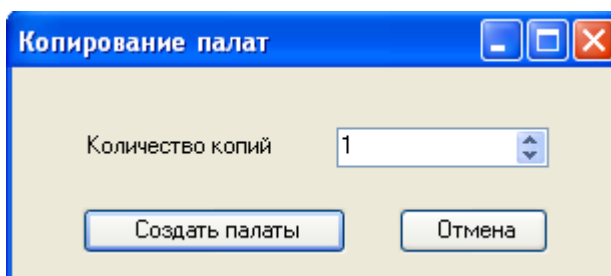 Копирование палат
Количество копий 1
Создать палаты Отмена